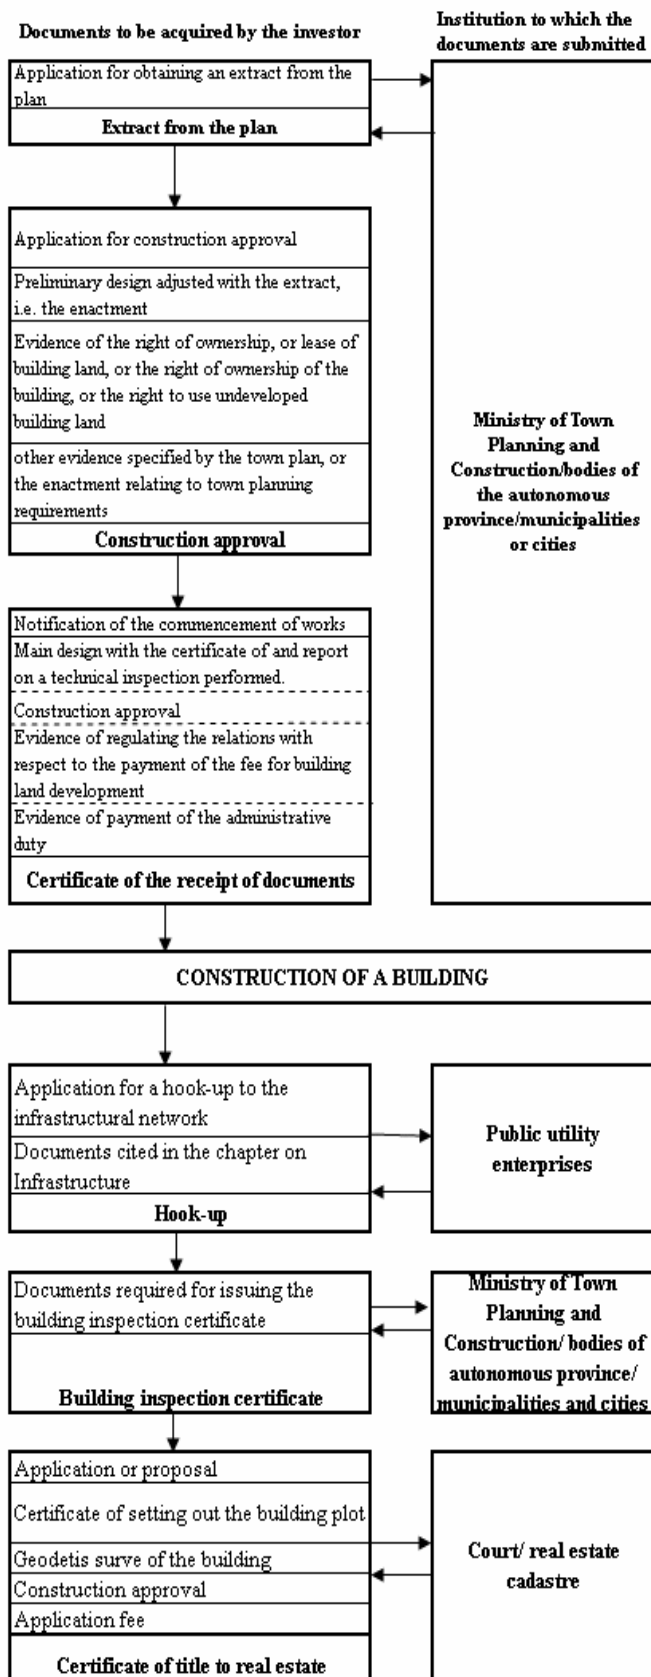 Documents to be acquired by the investor
Institution to which the
documents are submitted
Application for obtaining an extract from the
plan
Extract from the plan
Application for construction approval
Preliminary design adjusted with the extract,
i.e. the enactment
Evidence of the right of ownership, or lease of
building land, or the right of ownership of the
building, or the right to use undeveloped
building land
other evidence specified by the town plan, or
the enactment relating to town planning
requirements
Construction approval
Ministry of Town
Planning and
Construction/bodies of
the autonomous
province/municipalities
or cities
Notification of the commencement of works
Main design with the certificate of and report
on a technical inspection performed.
Construction approval
Evidence of regulating the relations with
respect to the payment of the fee for building
land development
Evidence of payment of the administrative
duty
Certificate of the receipt of documents
CONSTRUCTION OF A BUILDING
Application for a hook-up to the
infrastructural network
Documents cited in the chapter on
Infrastructure
Hook-up
Public utility
enterprises
Documents required for issuing the
building inspection certificate
Building inspection certificate
Ministry of Town
Planning and
Construction/ bodies of
autonomous province/
municipalities and cities
Application or proposal
Certificate of setting out the building plot
Geodetis surve of the building
Construction approval
Application fee
Certificate of title to real estate
Court/ real estate
cadastre